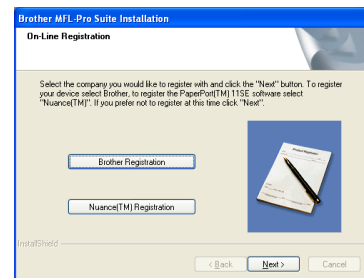 Brother MFL-Pro Suite Installation
On-Line Registration
Select the company you would like to register with and click the "Next" button. To register
your device select Brother, to register the PaperPort(TM) 11SE software select
"Nuance(TM)". If you prefer not to register at this time click "Next".
Brother Registration
Nuance(TM) Registration
InstallShield
< Back
Next >
Cancel